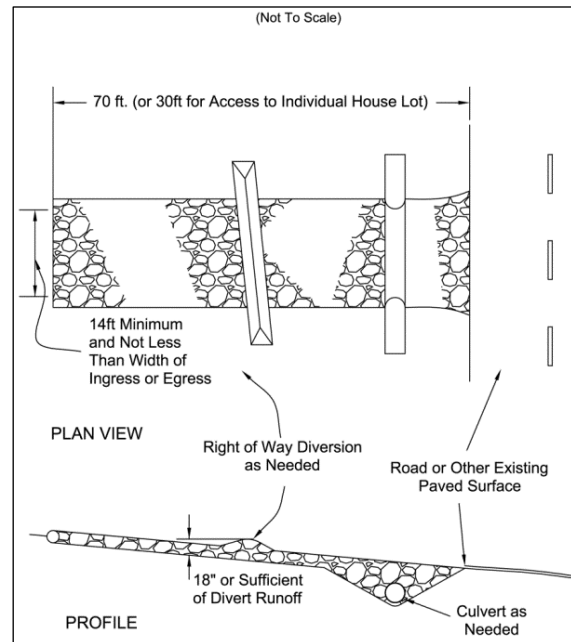 (Not To Scale)
70 ft. (or 30ft for Access to Individual House Lot)
14ft Minimum
and Not Less
Than Width of
Ingress or Egress
PLAN VIEW
Right of Way Diversion
as Needed
Road or Other Existing
Paved Surface
18" or Sufficient
of Divert Runoff
Culvert as
Needed
PROFILE